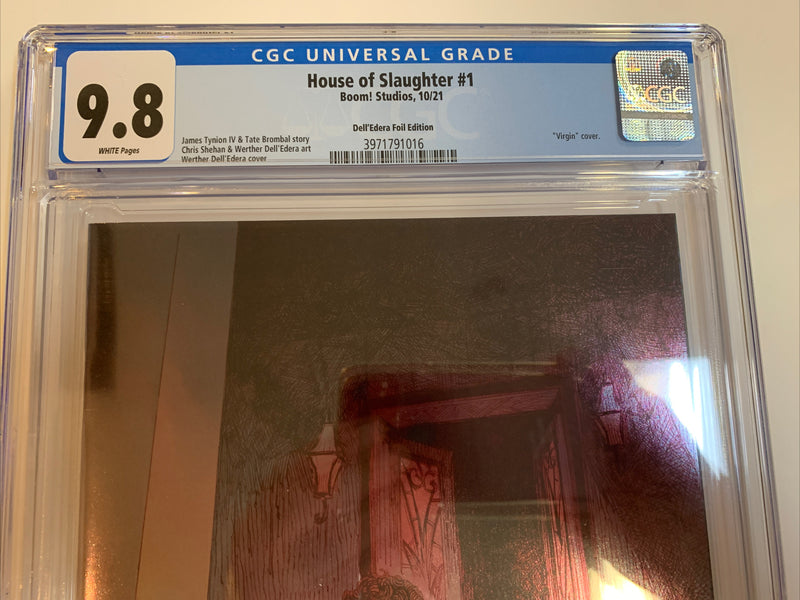 CGC UNIVERSAL GRADE
9.8
WHITE Pages
House of Slaughter #1
Boom! Studios, 10/21
Dell'Edera Foil Edition
James Tynion IV & Tate Brombal story
Chris Shehan & Werther Dell'Edera art
Werther Dell'Edera cover
3971791016
"Virgin" cover.
CGC